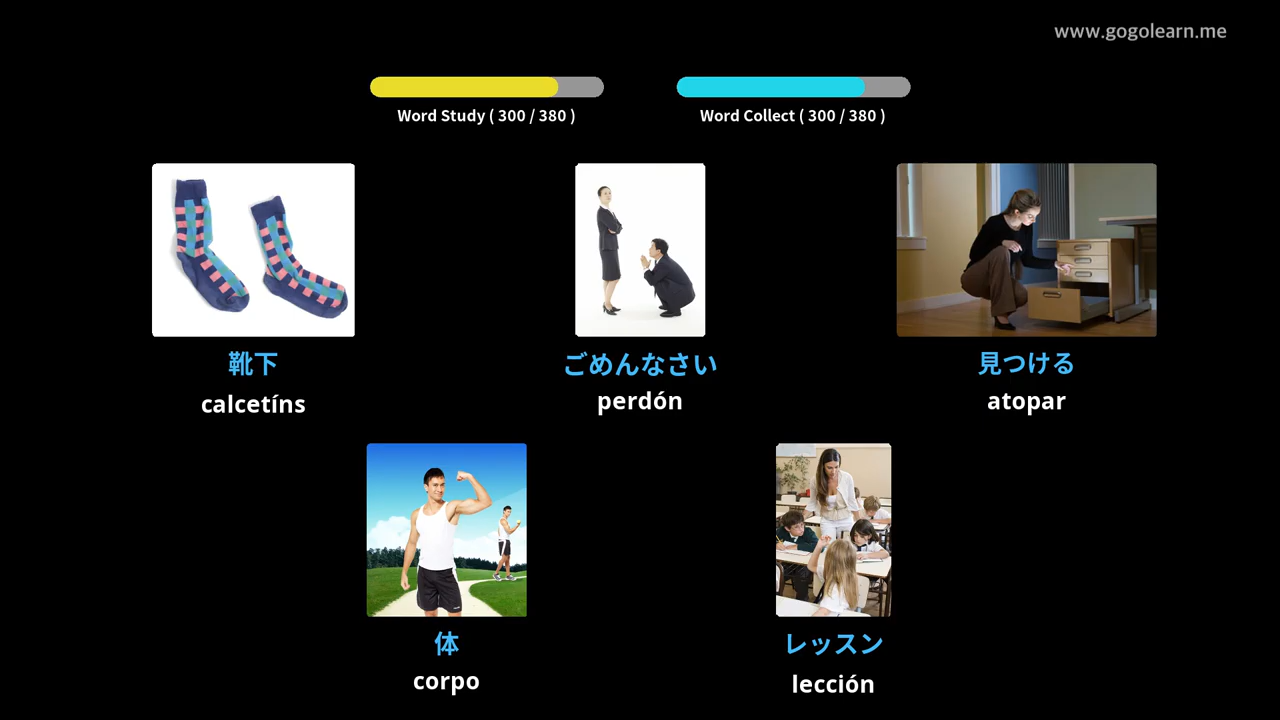 www.gogolearn.me
Word Study ( 300 / 380 )
Word Collect ( 300 / 380 )
靴下
calcetíns
ごめんなさい
perdón
見つける
atopar
体
corpo
レッスン
lección